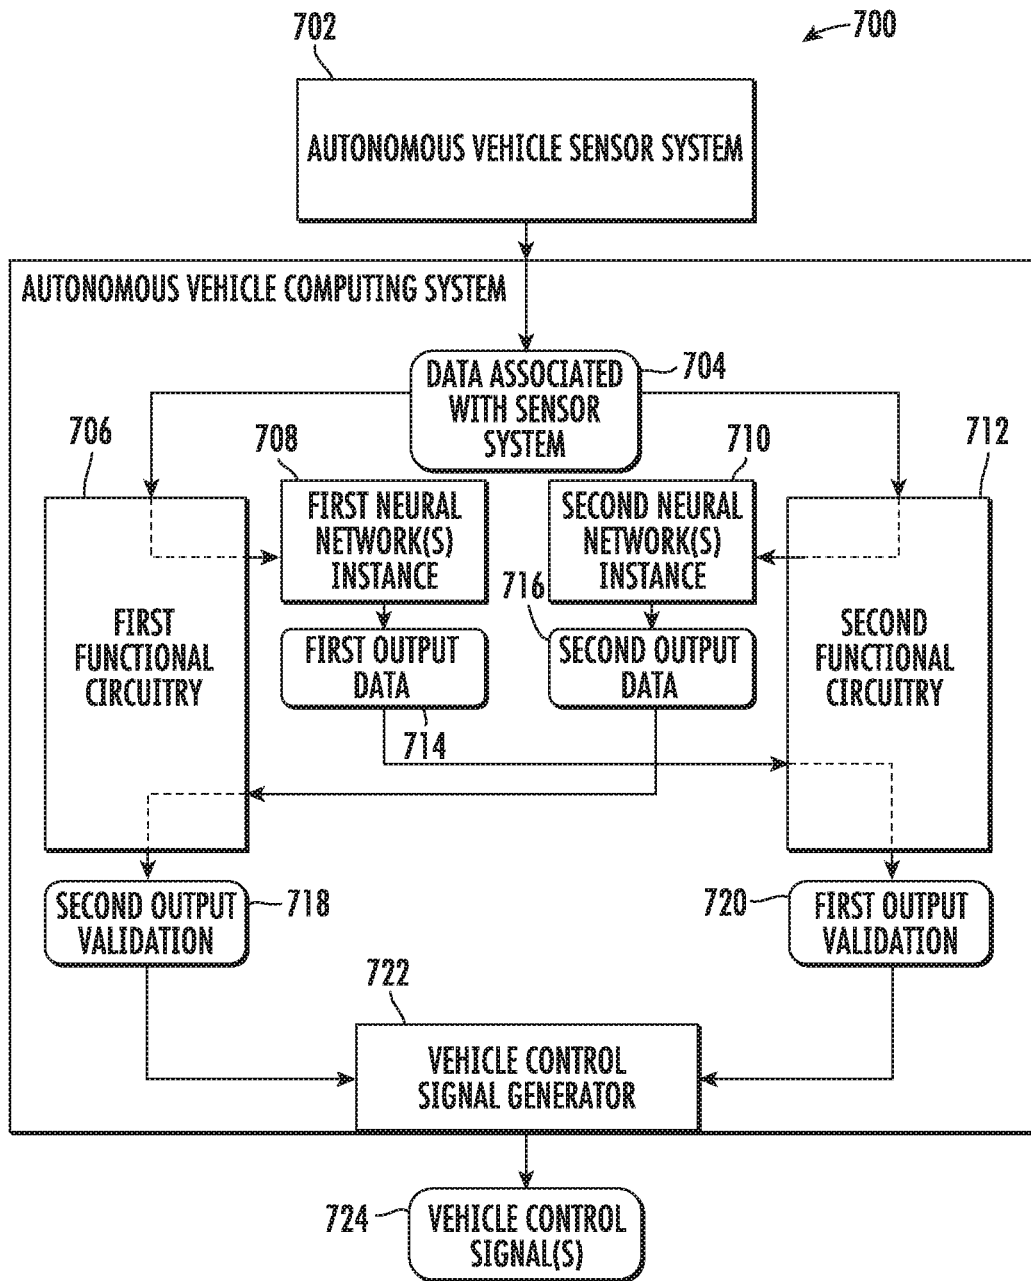 702
700
AUTONOMOUS VEHICLE SENSOR SYSTEM
AUTONOMOUS VEHICLE COMPUTING SYSTEM
DATA ASSOCIATED
WITH SENSOR
SYSTEM
704
706
708
710
712
FIRST NEURAL
NETWORK(S)
INSTANCE
SECOND NEURAL
NETWORK(S)
INSTANCE
716
FIRST
FUNCTIONAL
CIRCUITRY
FIRST OUTPUT
DATA
SECOND OUTPUT
DATA
SECOND
FUNCTIONAL
CIRCUITRY
714
SECOND OUTPUT
VALIDATION
718
720
FIRST OUTPUT
VALIDATION
722
VEHICLE CONTROL
SIGNAL GENERATOR
724
VEHICLE CONTROL
SIGNAL(S)